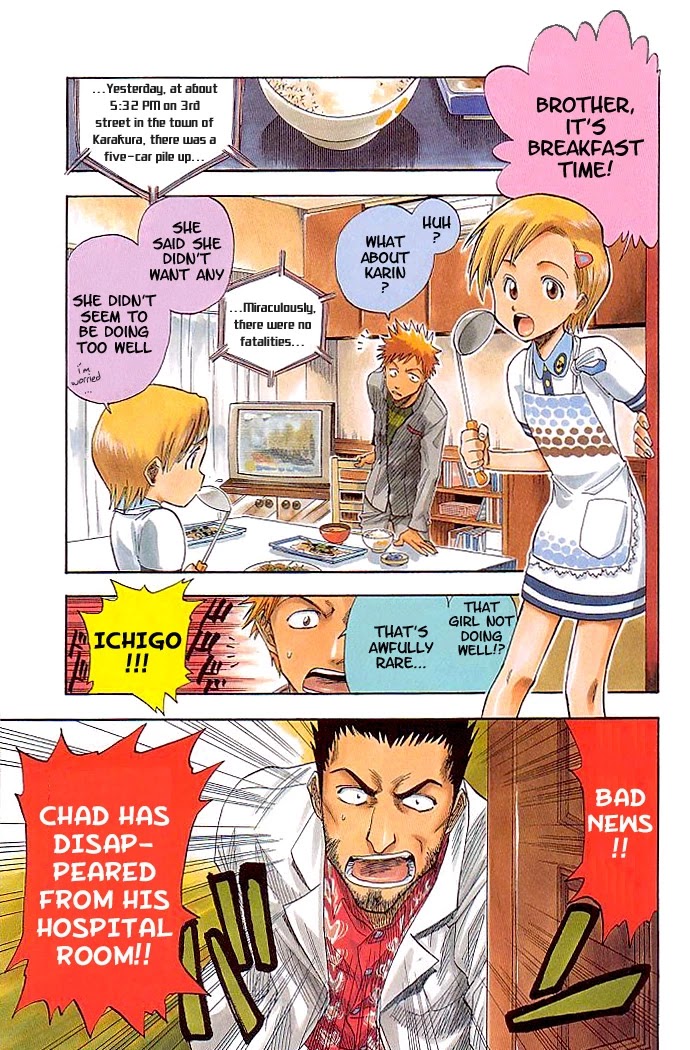 BROTHER,
IT'S
BREAKFAST
TIME!
...Yesterday, at about
5:32 PM on 3rd
street in the town of
Karakura, there was a
five-car pile up...
HUH
?
WHAT
ABOUT
KARIN
?
...Miraculously,
there were no
fatalities...
SHE
SAID SHE
DIDN'T
WANT ANY
SHE DIDN'T
SEEM TO
BE DOING
TOO WELL
i'm
worried
...
THAT
GIRL NOT
DOING
WELL!?
THAT'S
AWFULLY
RARE...
ICHIGO
!!!
BAD
NEWS
!!
CHAD HAS
DISAP-
PEARED
FROM HIS
HOSPITAL
ROOM!!